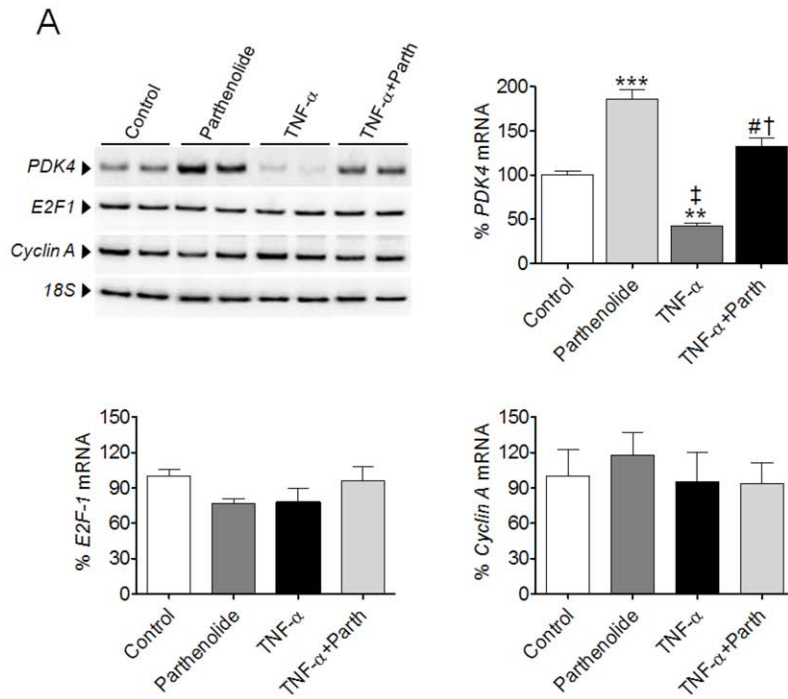 A
Control
Parthenolide
TNF-α
TNF-α+Parth
PDK4
E2F1
Cyclin A
18S
% PDK4 mRNA
200
150
100
50
0
***
‡
**
#†
Control
Parthenolide
TNF-α
TNF-α+Parth
% E2F-1 mRNA
150
120
90
60
30
0
Control
Parthenolide
TNF-α
TNF-α+Parth
% Cyclin A mRNA
150
120
90
60
30
0
Control
Parthenolide
TNF-α
TNF-α+Parth